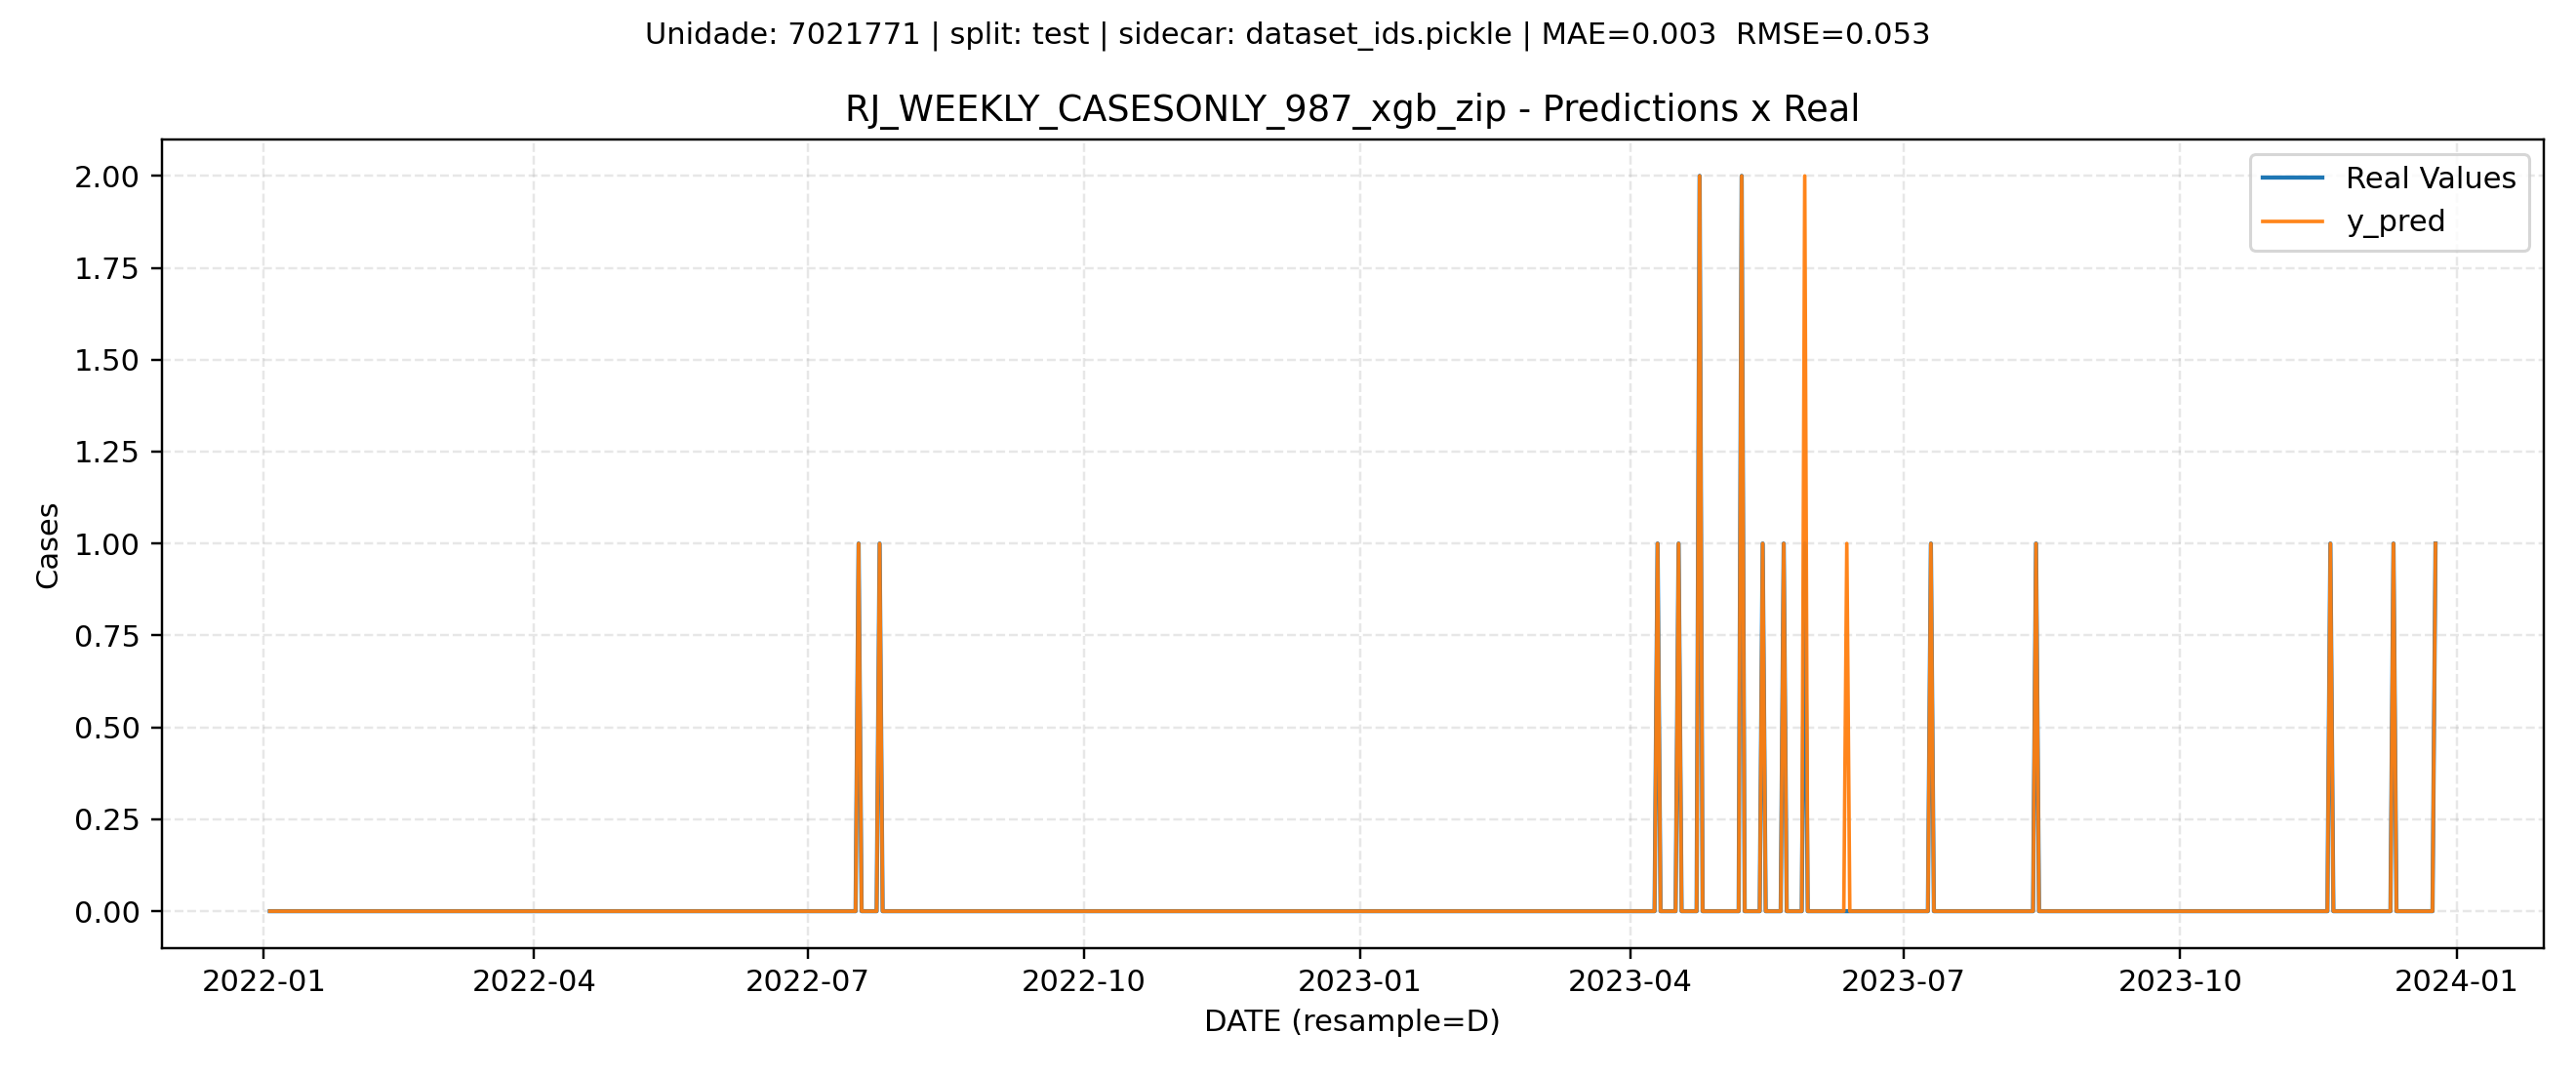 Unidade: 7021771 | split: test | sidecar: dataset_ids.pickle | MAE=0.003  RMSE=0.053
RJ_WEEKLY_CASESONLY_987_xgb_zip - Predictions x Real
Real Values
y_pred
2.00
1.75
1.50
1.25
1.00
0.75
0.50
0.25
0.00
Cases
2022-01 2022-04 2022-07 2022-10 2023-01 2023-04 2023-07 2023-10 2024-01
DATE (resample=D)